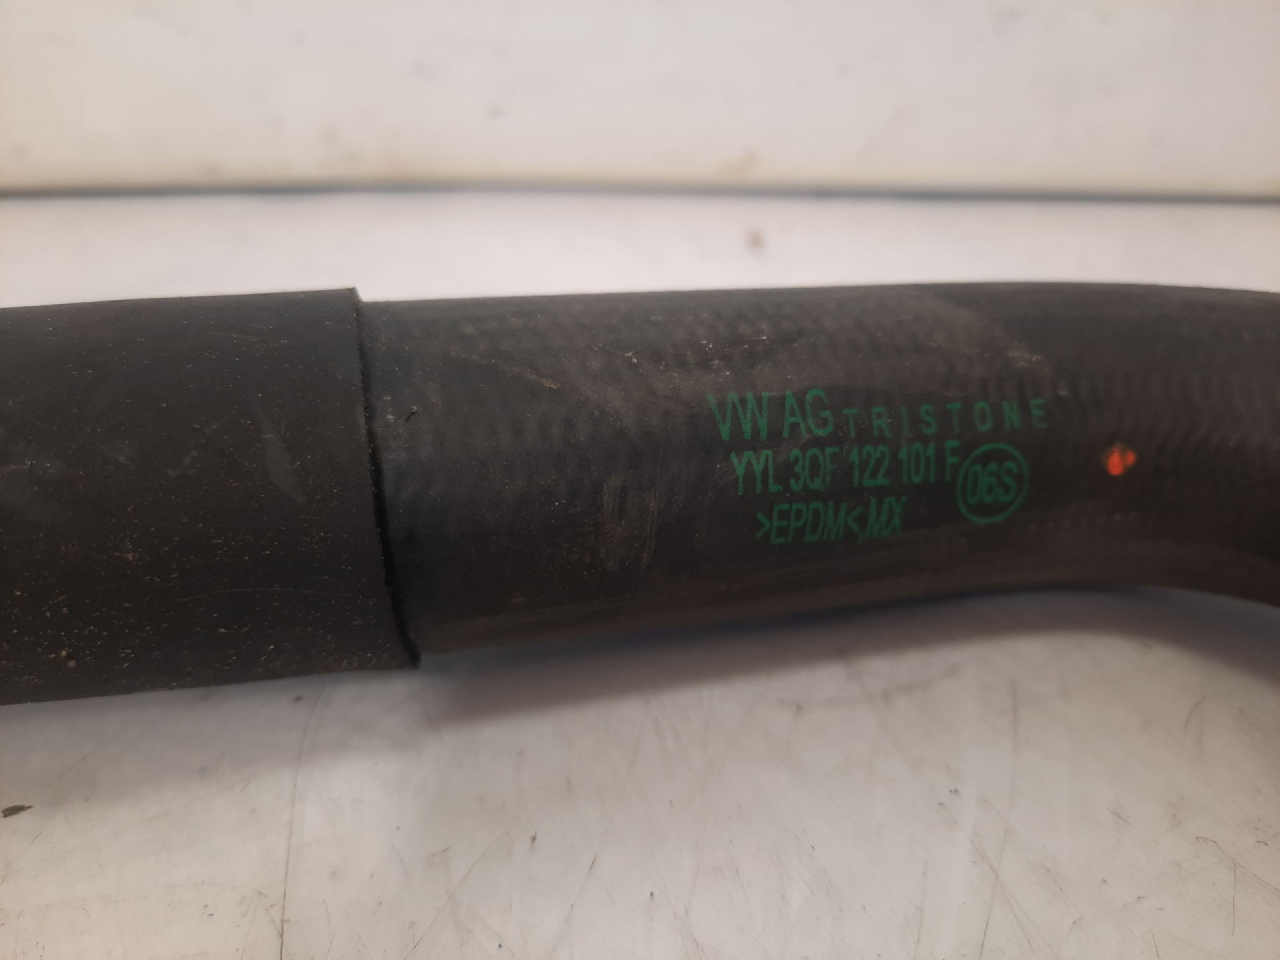 VW AG TRISTONE
YYL 3QF 122 101 F 06S
>EPDM<,MX